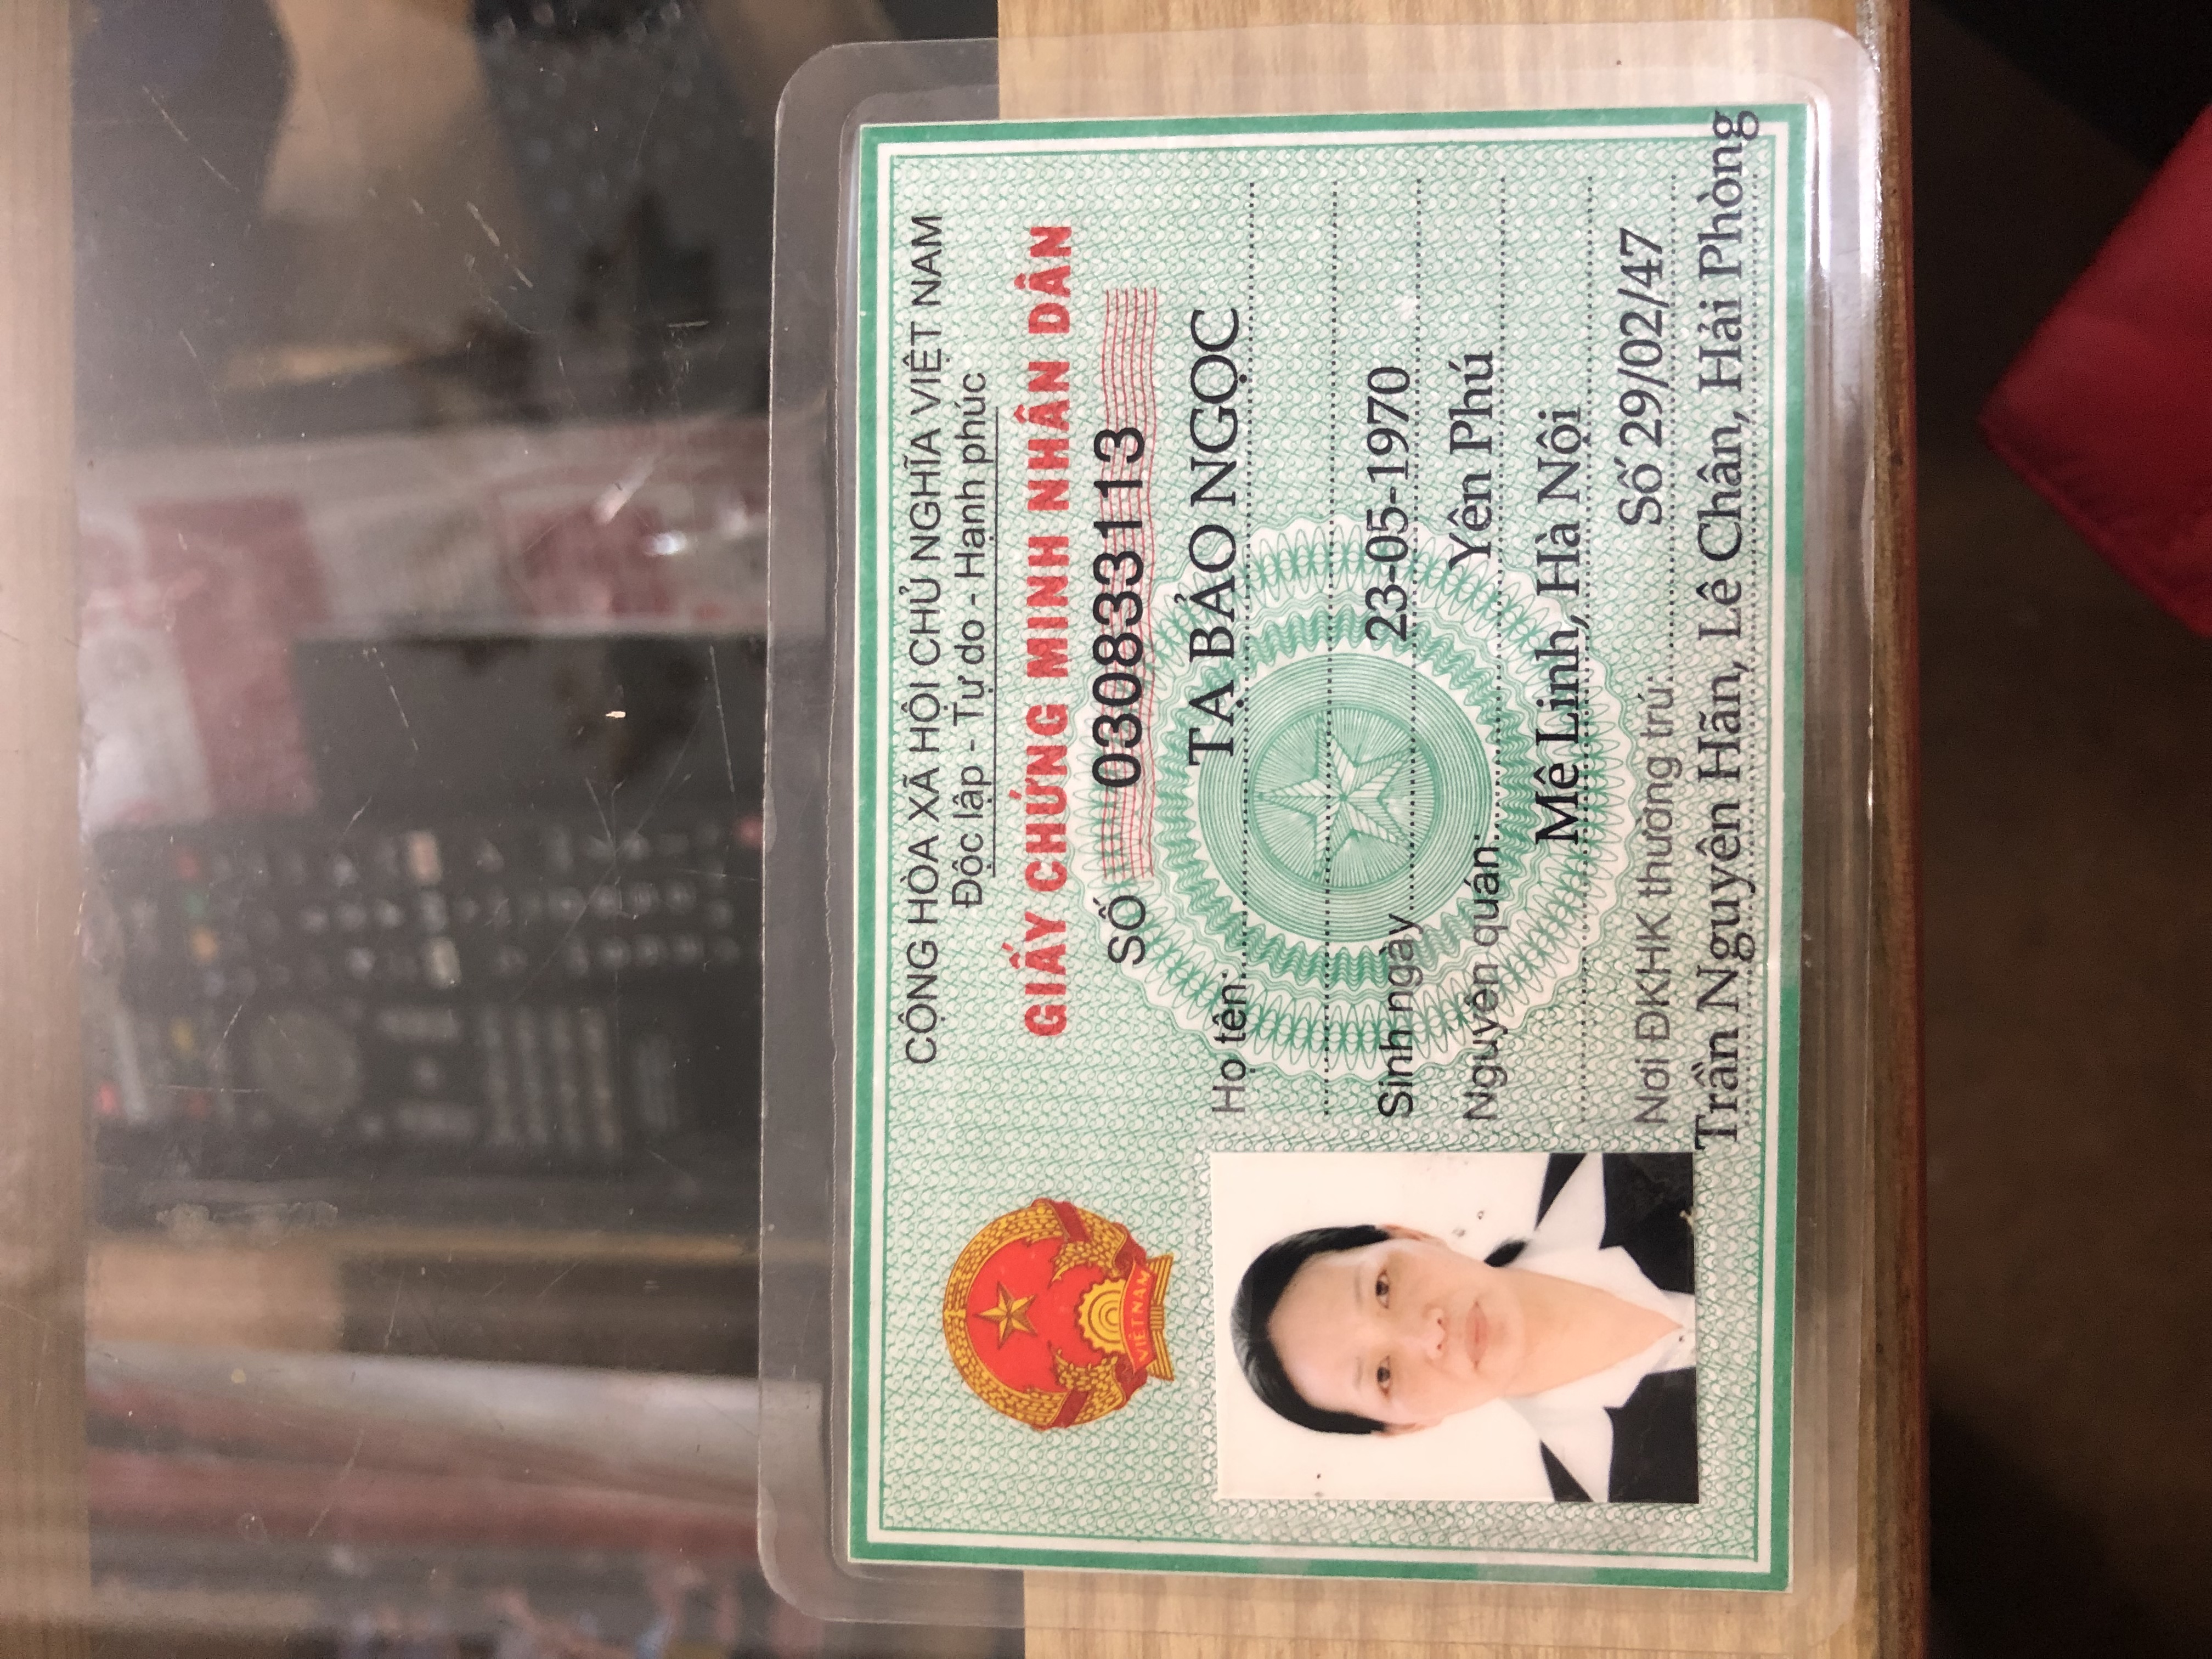 CỘNG HÒA XÃ HỘI CHỦ NGHĨA VIỆT NAM
Độc lập - Tự do - Hạnh phúc
GIẤY CHỨNG MINH NHÂN DÂN
SỐ 030833113
Họ tên: TẠ BẢO NGỌC
Sinh ngày 23-05-1970
Nguyên quán: Yên Phú
Mê Linh, Hà Nội
Nơi ĐKHK thường trú: Số 29/02/47
Trần Nguyên Hãn, Lê Chân, Hải Phòng
VIỆT NAM